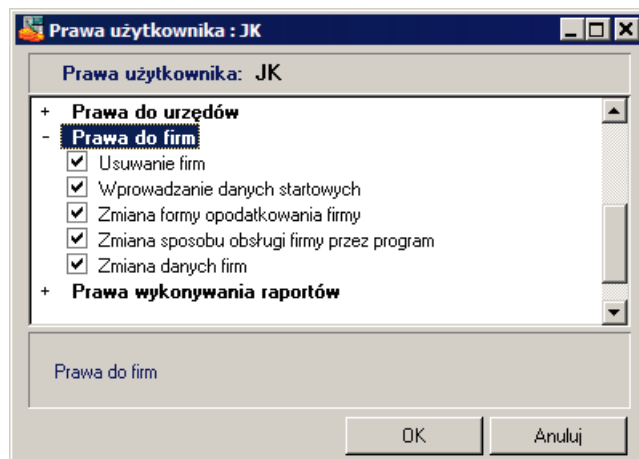 Prawa użytkownika : JK
Prawa użytkownika: JK
+ Prawa do urzędów
- Prawa do firm
Usuwanie firm
Wprowadzanie danych startowych
Zmiana formy opodatkowania firmy
Zmiana sposobu obsługi firmy przez program
Zmiana danych firm
+ Prawa wykonywania raportów
Prawa do firm
OK Anuluj